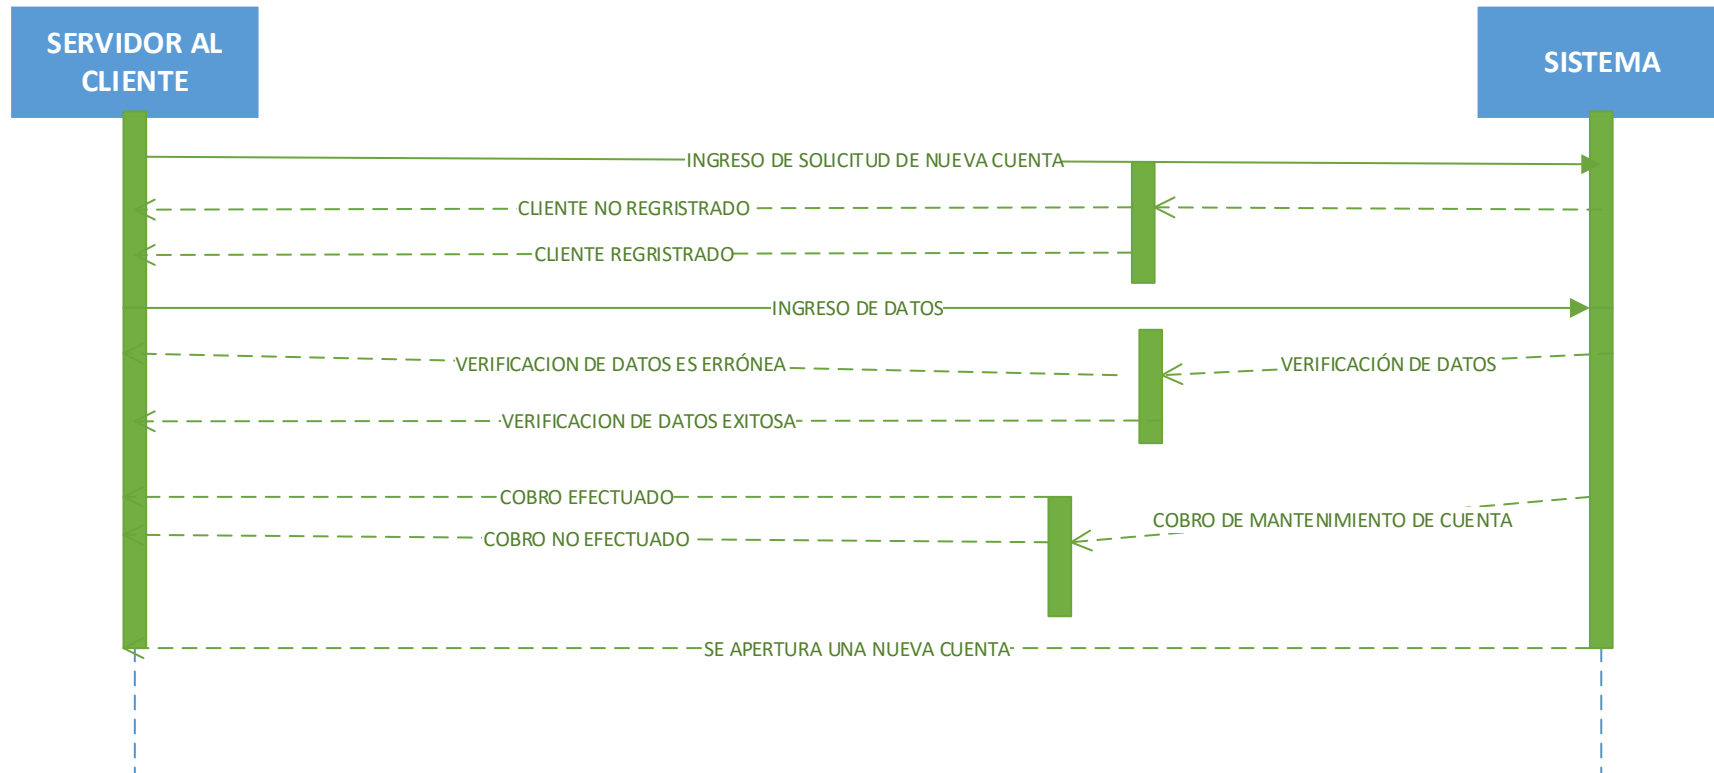 SERVIDOR AL
CLIENTE
SISTEMA
INGRESO DE SOLICITUD DE NUEVA CUENTA
CLIENTE NO REGRISTRADO
CLIENTE REGRISTRADO
INGRESO DE DATOS
VERIFICACION DE DATOS ES ERRÓNEA
VERIFICACIÓN DE DATOS
VERIFICACION DE DATOS EXITOSA
COBRO EFECTUADO
COBRO DE MANTENIMIENTO DE CUENTA
COBRO NO EFECTUADO
SE APERTURA UNA NUEVA CUENTA